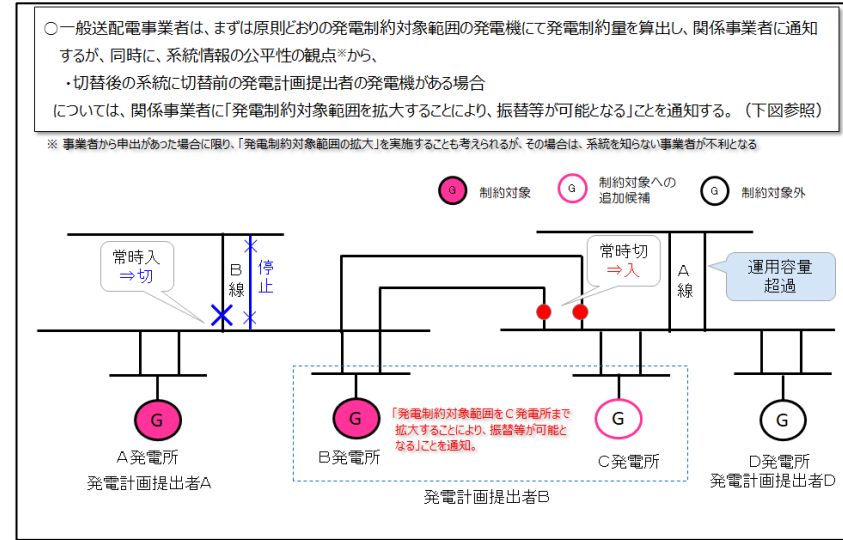 ○一般送配電事業者は、まずは原則どおりの発電制約対象範囲の発電機にて発電制約量を算出し、関係事業者に通知
するが、同時に、系統情報の公平性の観点※から、
・切替後の系統に切替前の発電計画提出者の発電機がある場合
については、関係事業者に「発電制約対象範囲を拡大することにより、振替等が可能となる」ことを通知する。（下図参照）
※ 事業者から申出があった場合に限り、「発電制約対象範囲の拡大」を実施することも考えられるが、その場合は、系統を知らない事業者が不利となる
G 制約対象
G 制約対象への
追加候補
G 制約対象外
常時入
⇒切
B線
停止
常時切
⇒入
A線
運用容量
超過
G
G
G
G
「発電制約対象範囲をC発電所まで
拡大することにより、振替等が可能と
なる」ことを通知。
A発電所
発電計画提出者A
B発電所
C発電所
発電計画提出者B
D発電所
発電計画提出者D